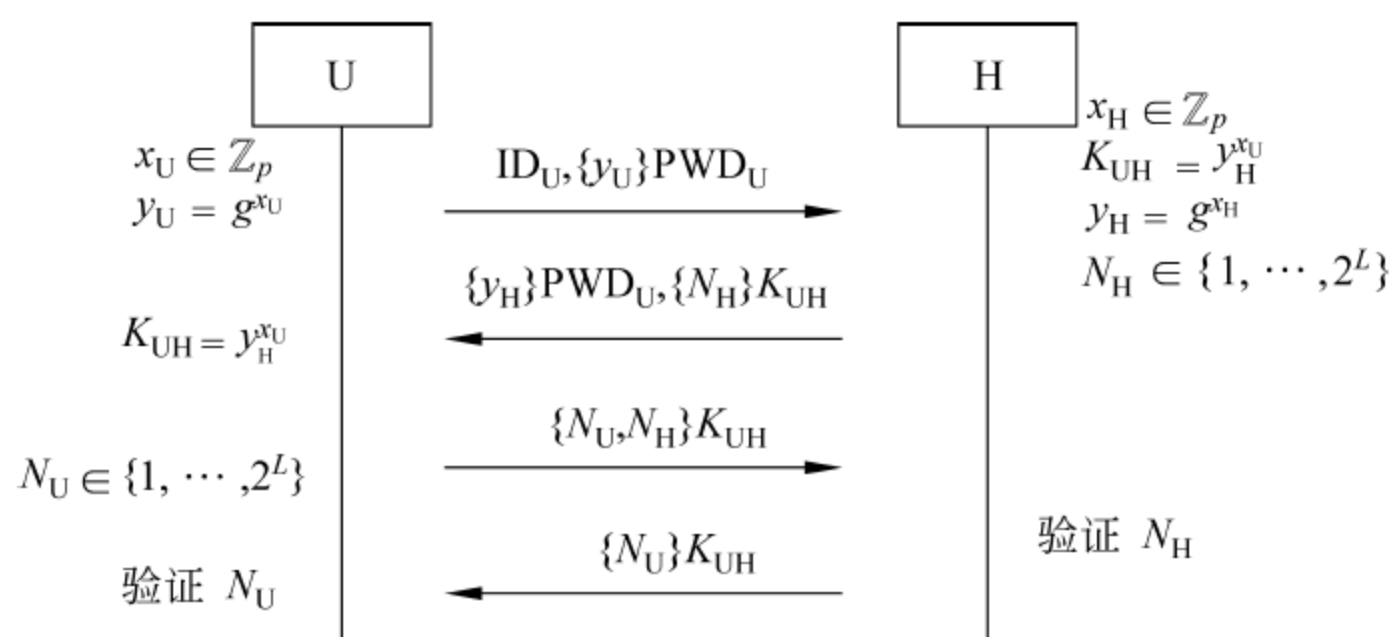 U
H
x_U ∈ ℤ_p
y_U = g^{x_U}
ID_U,{y_U}PWD_U
x_H ∈ ℤ_p
K_UH = y_H^{x_U}
y_H = g^{x_H}
N_H ∈ {1, ⋯ ,2^L}
{y_H}PWD_U,{N_H}K_UH
K_UH = y_H^{x_U}
{N_U,N_H}K_UH
N_U ∈ {1, ⋯ ,2^L}
验证 N_H
{N_U}K_UH
验证 N_U